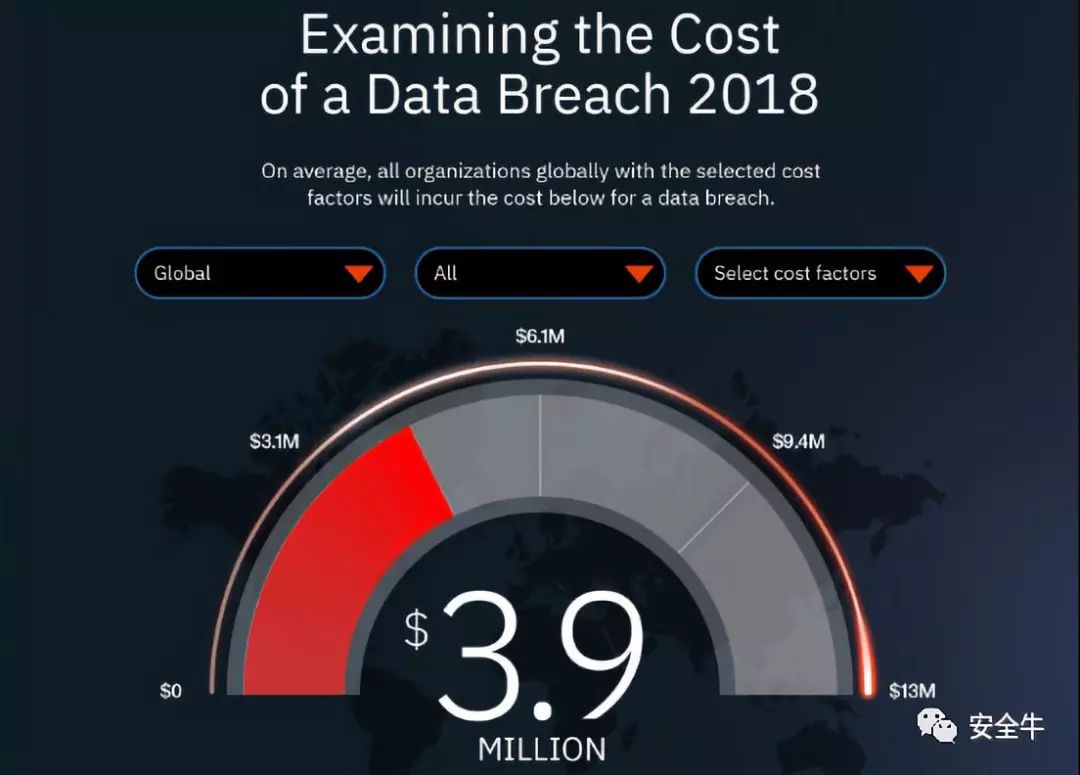 Examining the Cost
of a Data Breach 2018
On average, all organizations globally with the selected cost
factors will incur the cost below for a data breach.
Global
All
Select cost factors
$6.1M
$3.1M
$9.4M
$3.9
$0
$13M
安全牛
MILLION